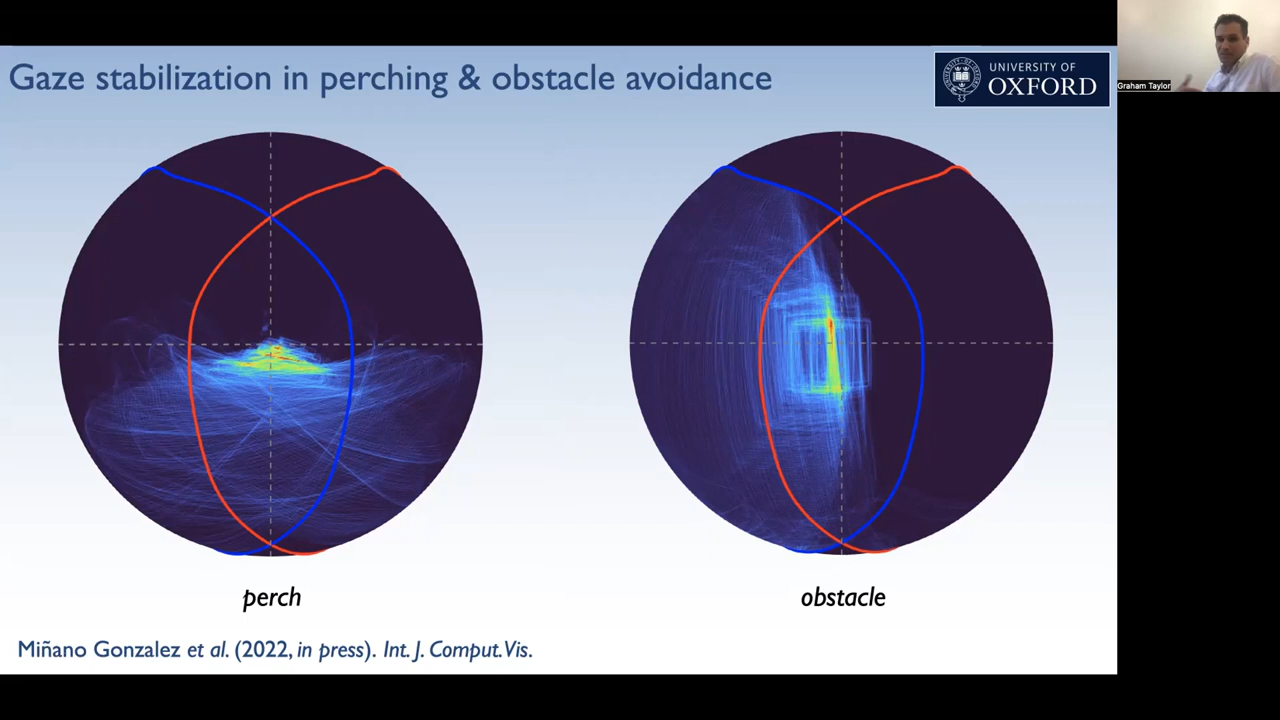 Gaze stabilization in perching & obstacle avoidance
UNIVERSITY OF
OXFORD
Graham Taylor
perch
obstacle
Miñano Gonzalez et al. (2022, in press). Int. J. Comput. Vis.